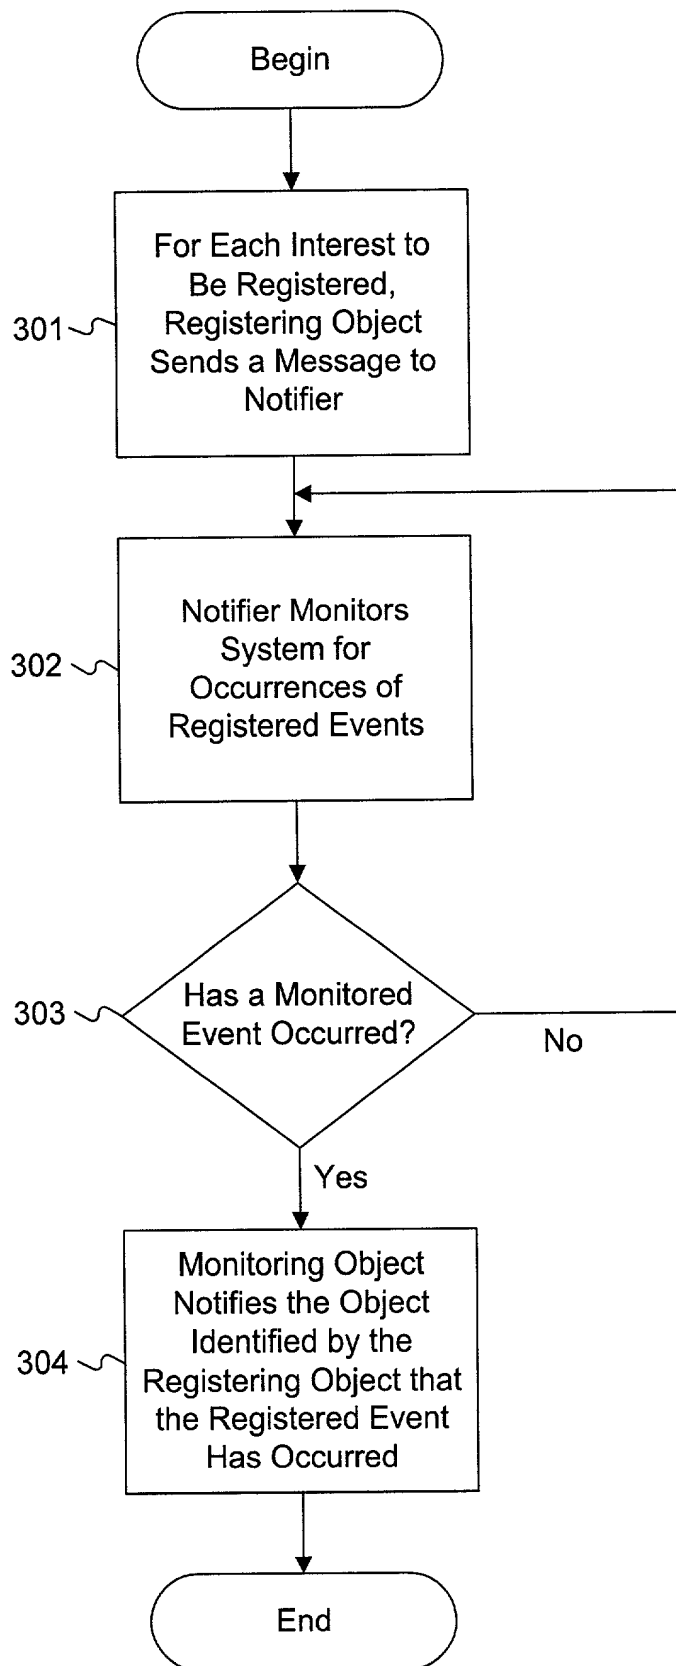 Begin
For Each Interest to
Be Registered,
Registering Object
Sends a Message to
Notifier
301
Notifier Monitors
System for
Occurrences of
Registered Events
302
Has a Monitored
Event Occurred?
303
No
Yes
Monitoring Object
Notifies the Object
Identified by the
Registering Object that
the Registered Event
Has Occurred
304
End